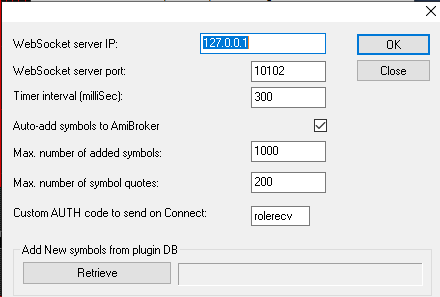 WebSocket server IP: 127.0.0.1 OK
WebSocket server port: 10102 Close
Timer interval (milliSec): 300
Auto-add symbols to AmiBroker
Max. number of added symbols: 1000
Max. number of symbol quotes: 200
Custom AUTH code to send on Connect: rolerecv
Add New symbols from plugin DB
Retrieve